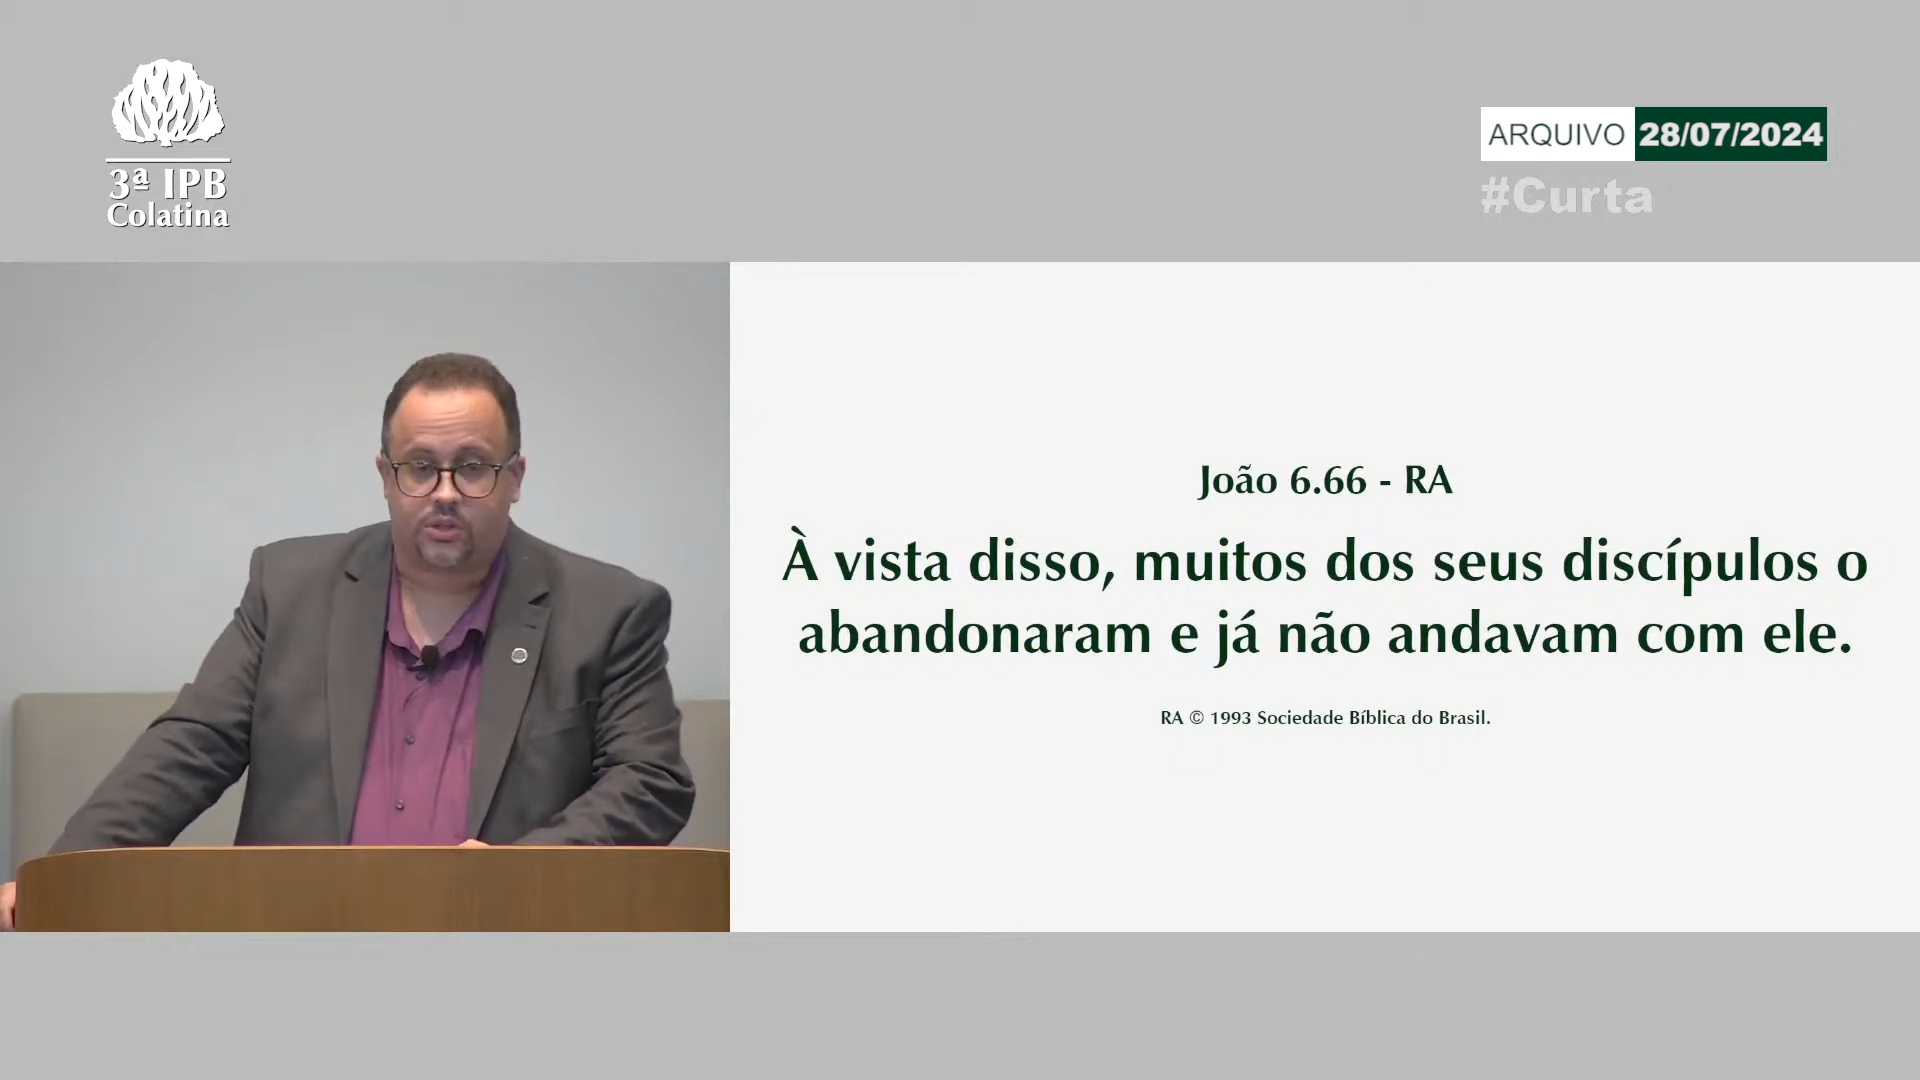 3ª IPB
Colatina
ARQUIVO 28/07/2024
#Curta
João 6.66 - RA
À vista disso, muitos dos seus discípulos o
abandonaram e já não andavam com ele.
RA © 1993 Sociedade Bíblica do Brasil.